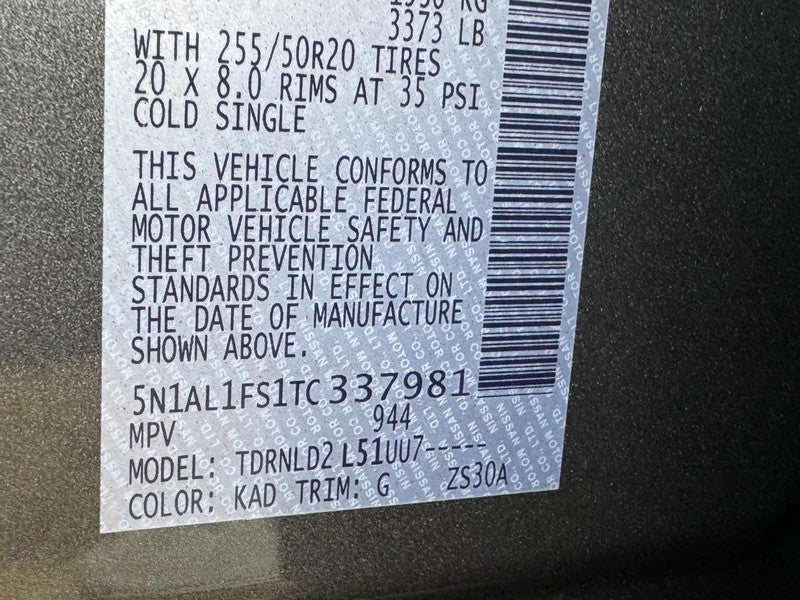 3373 LB
WITH 255/50R20 TIRES
20 X 8.0 RIMS AT 35 PSI
COLD SINGLE
THIS VEHICLE CONFORMS TO
ALL APPLICABLE FEDERAL
MOTOR VEHICLE SAFETY AND
THEFT PREVENTION
STANDARDS IN EFFECT ON
THE DATE OF MANUFACTURE
SHOWN ABOVE.
5N1AL1FS1TC337981
MPV 944
MODEL: TDRNLD2 L51UU7-----
COLOR: KAD TRIM: G ZS30A